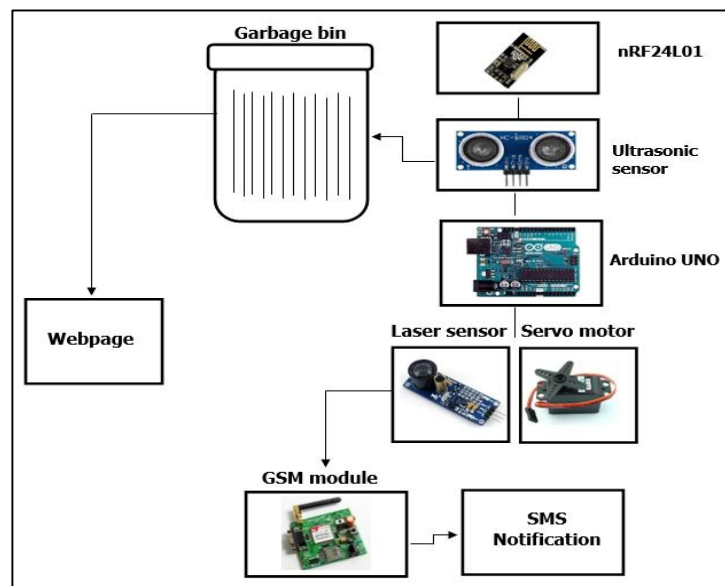 Garbage bin
nRF24L01
Ultrasonic
sensor
Arduino UNO
Webpage
Laser sensor
Servo motor
GSM module
SMS
Notification